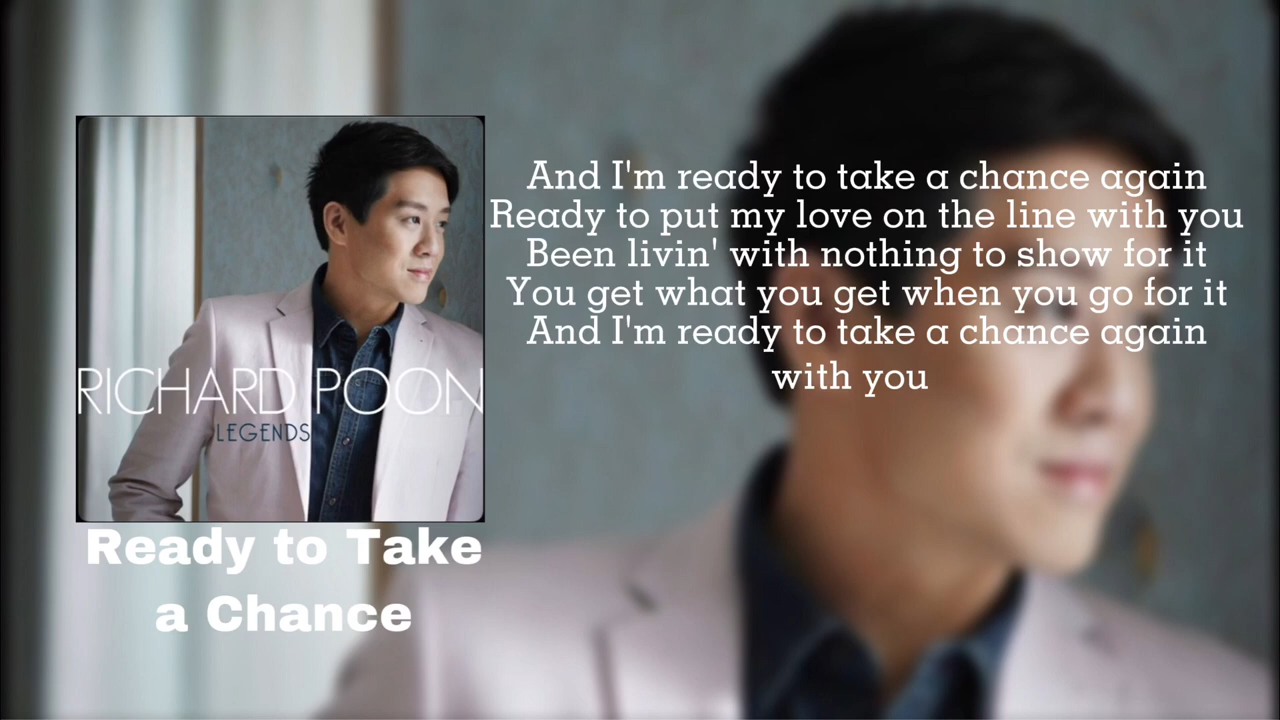 RICHARD POON
LEGENDS
Ready to Take
a Chance
And I'm ready to take a chance again
Ready to put my love on the line with you
Been livin' with nothing to show for it
You get what you get when you go for it
And I'm ready to take a chance again
with you